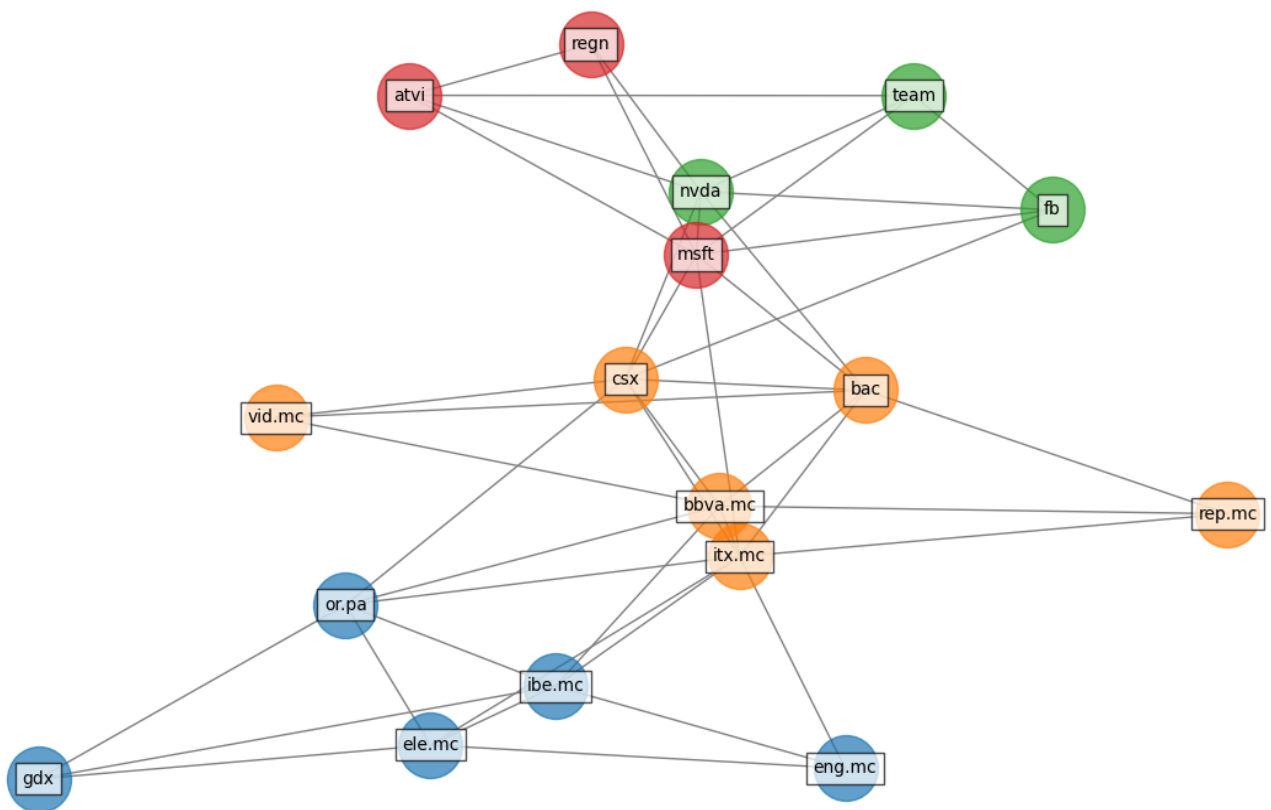 regn
atvi
team
nvda
fb
msft
csx
bac
vid.mc
bbva.mc
rep.mc
itx.mc
or.pa
ibe.mc
ele.mc
eng.mc
gdx